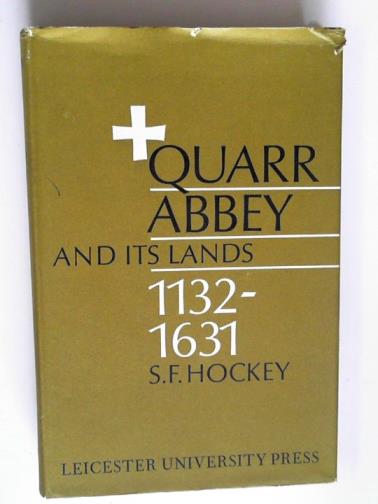 QUARR
ABBEY
AND ITS LANDS
1132-
1631
S.F. HOCKEY
LEICESTER UNIVERSITY PRESS